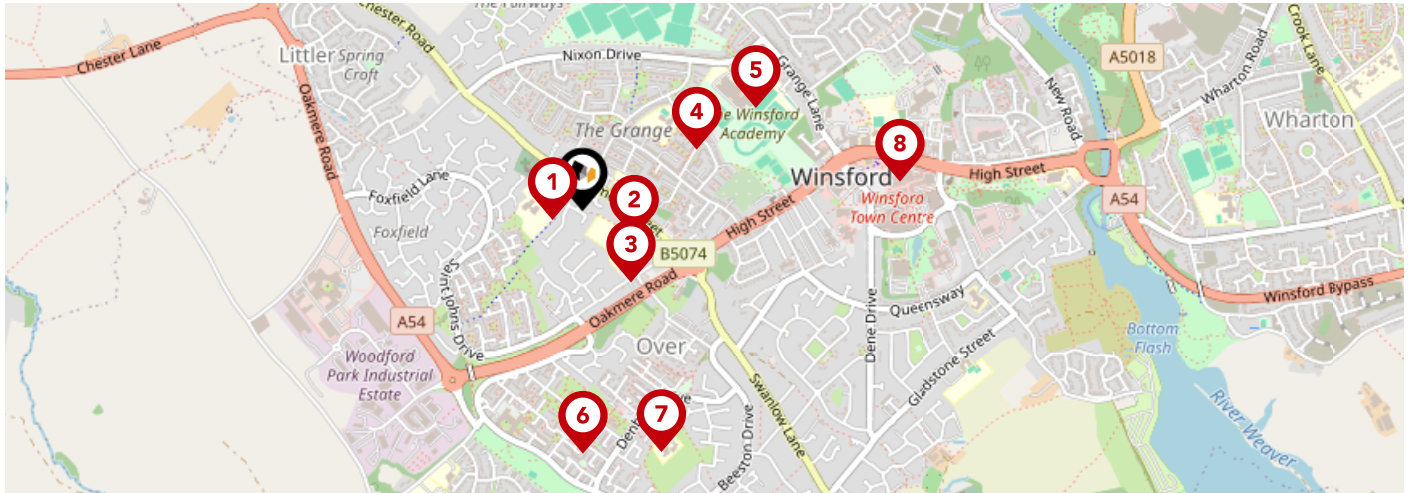 The Fairways
Chester Road
Chester Lane
Littler
Spring
Croft
Nixon Drive
Grange Lane
A5018
Crook Lane
Wharton Road
New Road
Wharton
5
4
The Grange
Winsford
Academy
8
Oakmere Road
Foxfield Lane
1
2
High Street
Winsford
Winsford
Town Centre
A54
Foxfield
High Street
3
B5074
Saint Johns Drive
Oakmere Road
Queensway
Winsford Bypass
A54
Over
Dene Drive
Bottom
Flash
Woodford
Park Industrial
Estate
Gladstone Street
Swanlow Lane
6
7
Beeston Drive
River Weaver